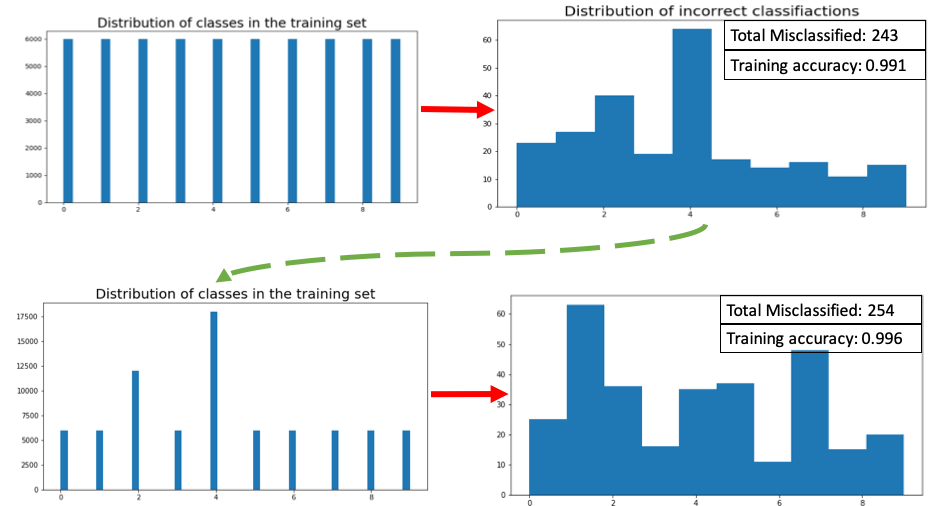 Distribution of classes in the training set
6000
5000
4000
3000
2000
1000
0
0 2 4 6 8
Distribution of incorrect classifiactions
Total Misclassified: 243
Training accuracy: 0.991
60
50
40
30
20
10
0
0 2 4 6 8
Distribution of classes in the training set
17500
15000
12500
10000
7500
5000
2500
0
0 2 4 6 8
Total Misclassified: 254
Training accuracy: 0.996
60
50
40
30
20
10
0
0 2 4 6 8